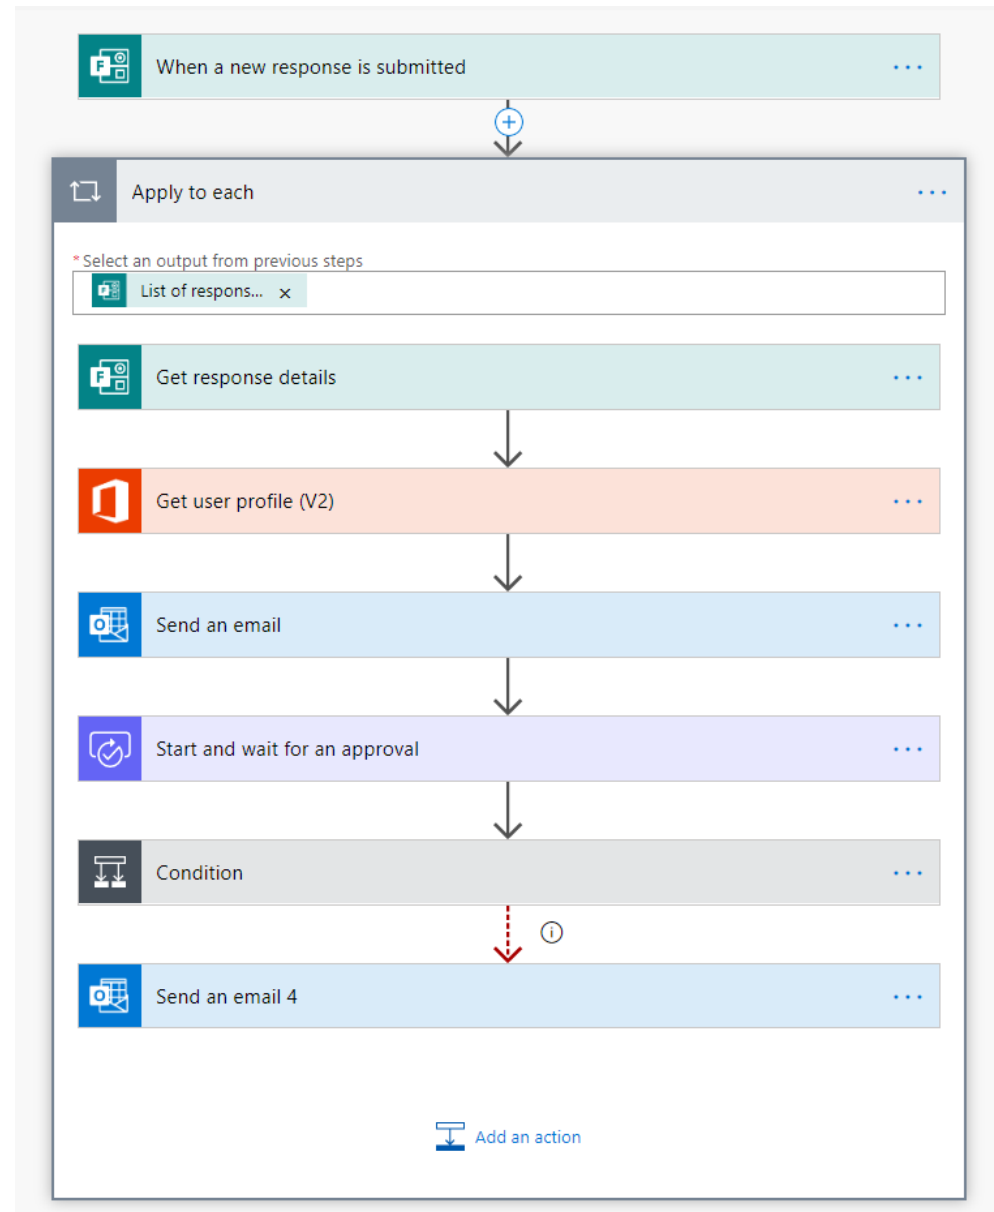 When a new response is submitted
Apply to each
* Select an output from previous steps
List of respons... x
Get response details
Get user profile (V2)
Send an email
Start and wait for an approval
Condition
Send an email 4
Add an action